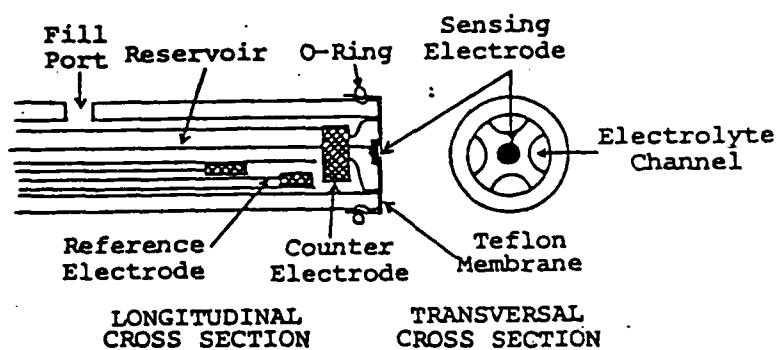 Fill
Port
Reservoir
O-Ring
Sensing
Electrode
Electrolyte
Channel
Reference
Electrode
Counter
Electrode
Teflon
Membrane
LONGITUDINAL
CROSS SECTION
TRANSVERSAL
CROSS SECTION